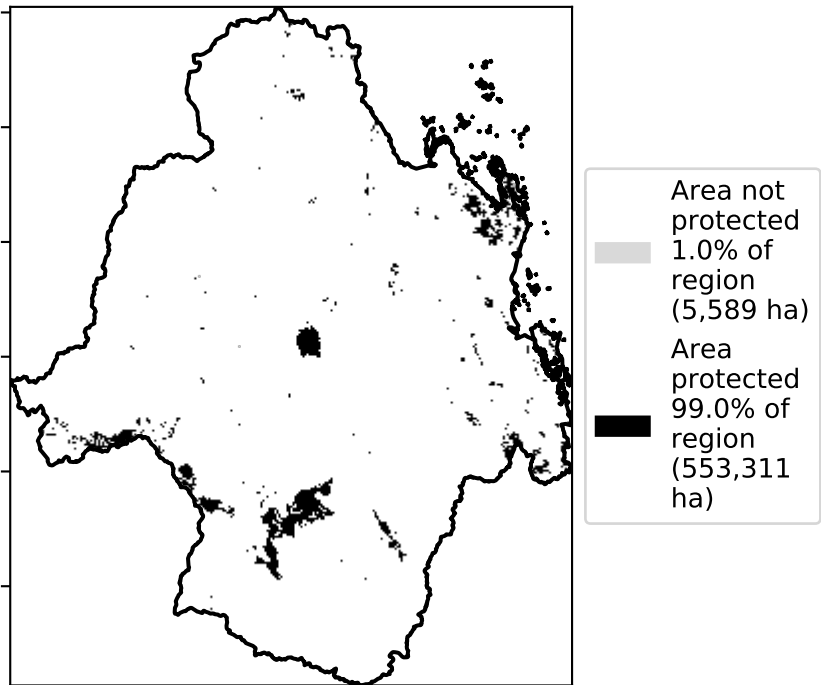 Area not
protected
1.0% of
region
(5,589 ha)
Area
protected
99.0% of
region
(553,311
ha)